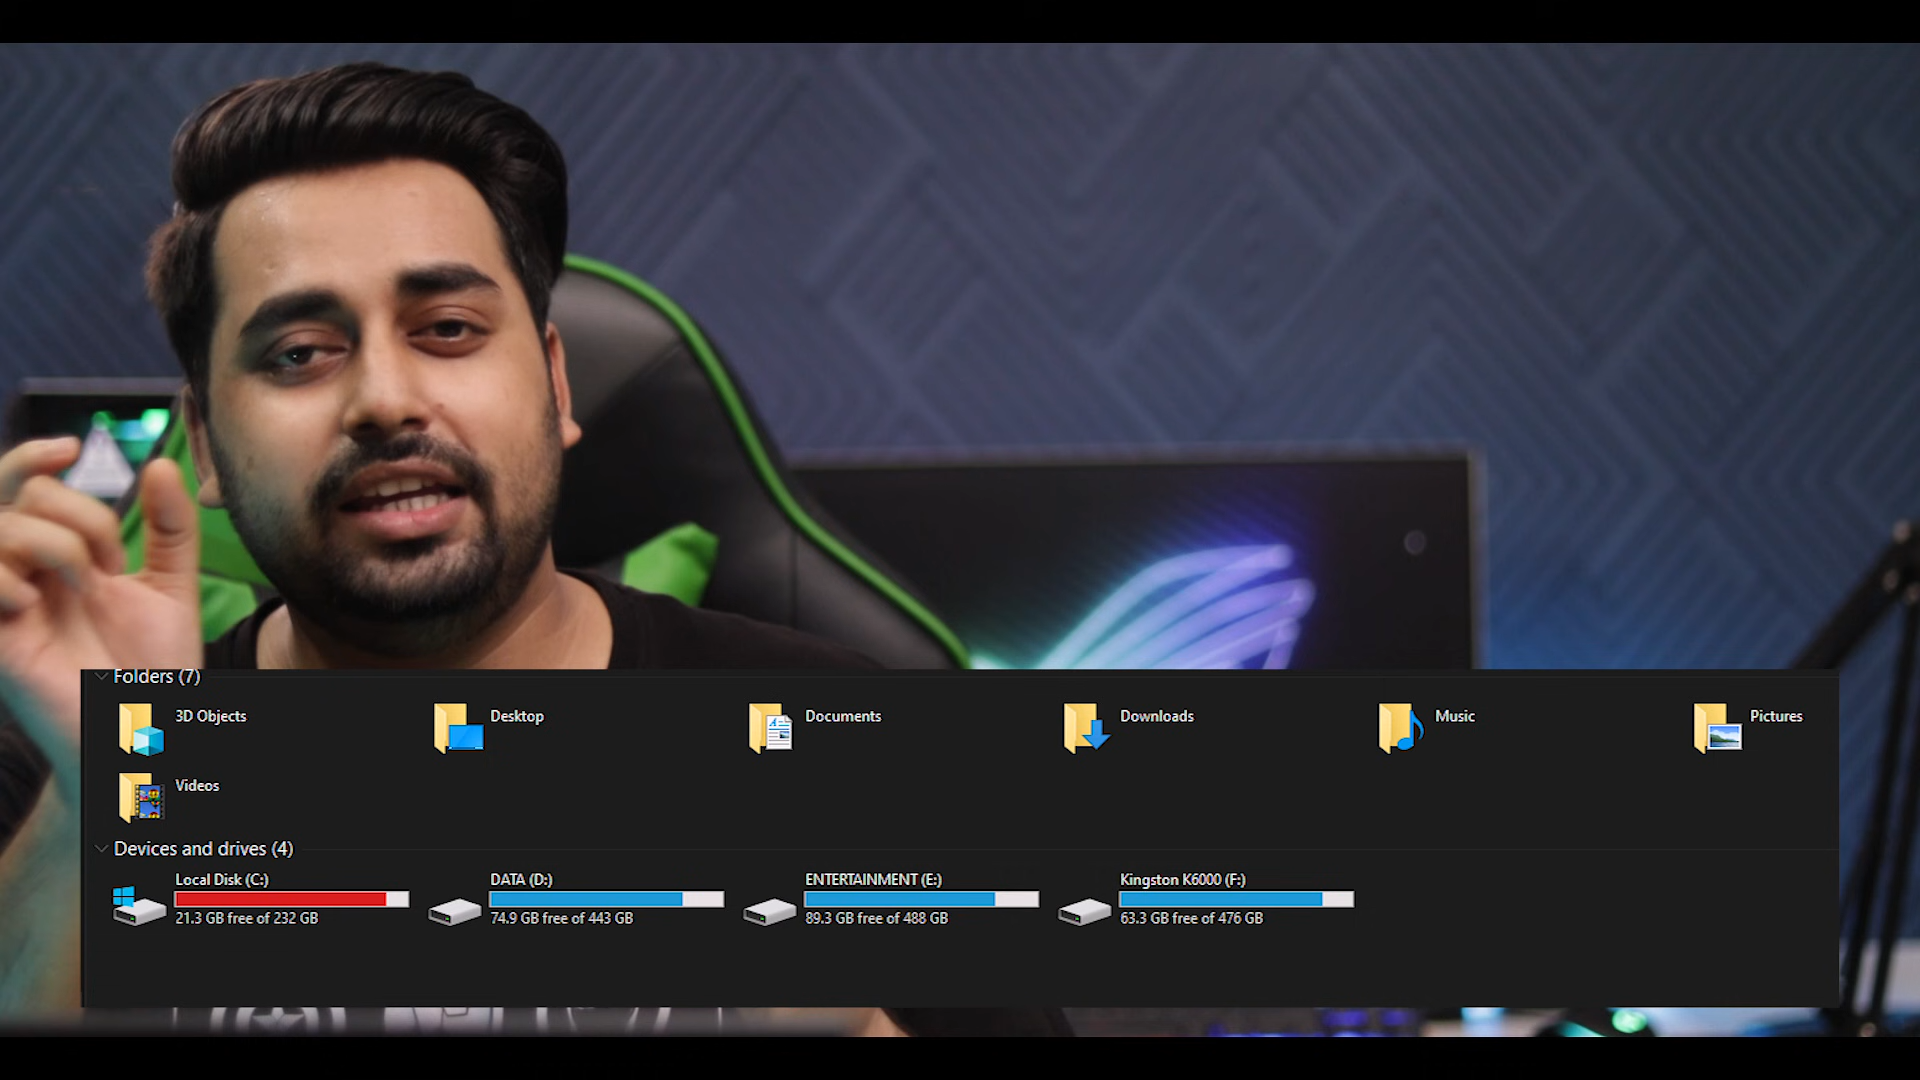 Folders (7)
3D Objects
Desktop
Documents
Downloads
Music
Pictures
Videos
Devices and drives (4)
Local Disk (C:)
21.3 GB free of 232 GB
DATA (D:)
74.9 GB free of 443 GB
ENTERTAINMENT (E:)
89.3 GB free of 488 GB
Kingston K6000 (F:)
63.3 GB free of 476 GB